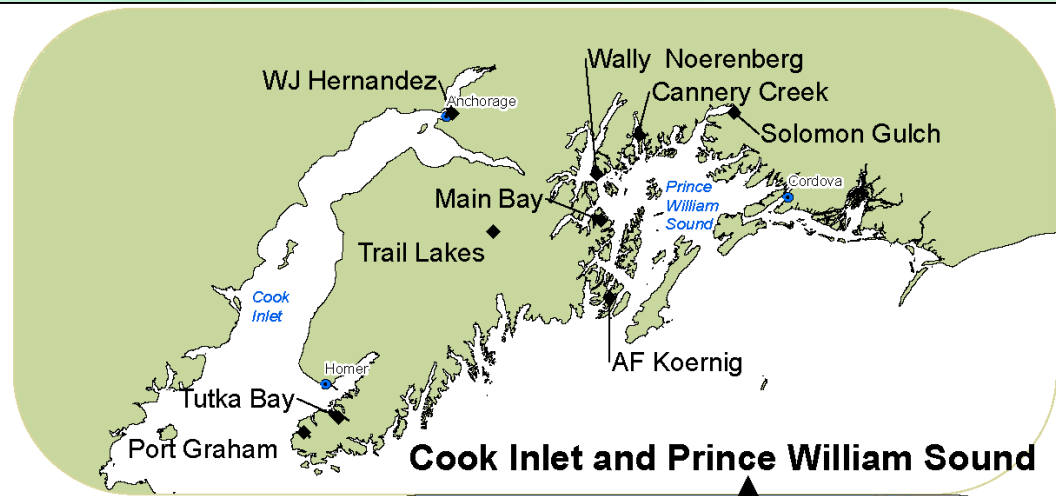 Wally Noerenberg
WJ Hernandez
Cannery Creek
Anchorage
Solomon Gulch
Prince
William
Sound
Cordova
Main Bay
Trail Lakes
Cook
Inlet
AF Koernig
Homer
Tutka Bay
Port Graham
Cook Inlet and Prince William Sound